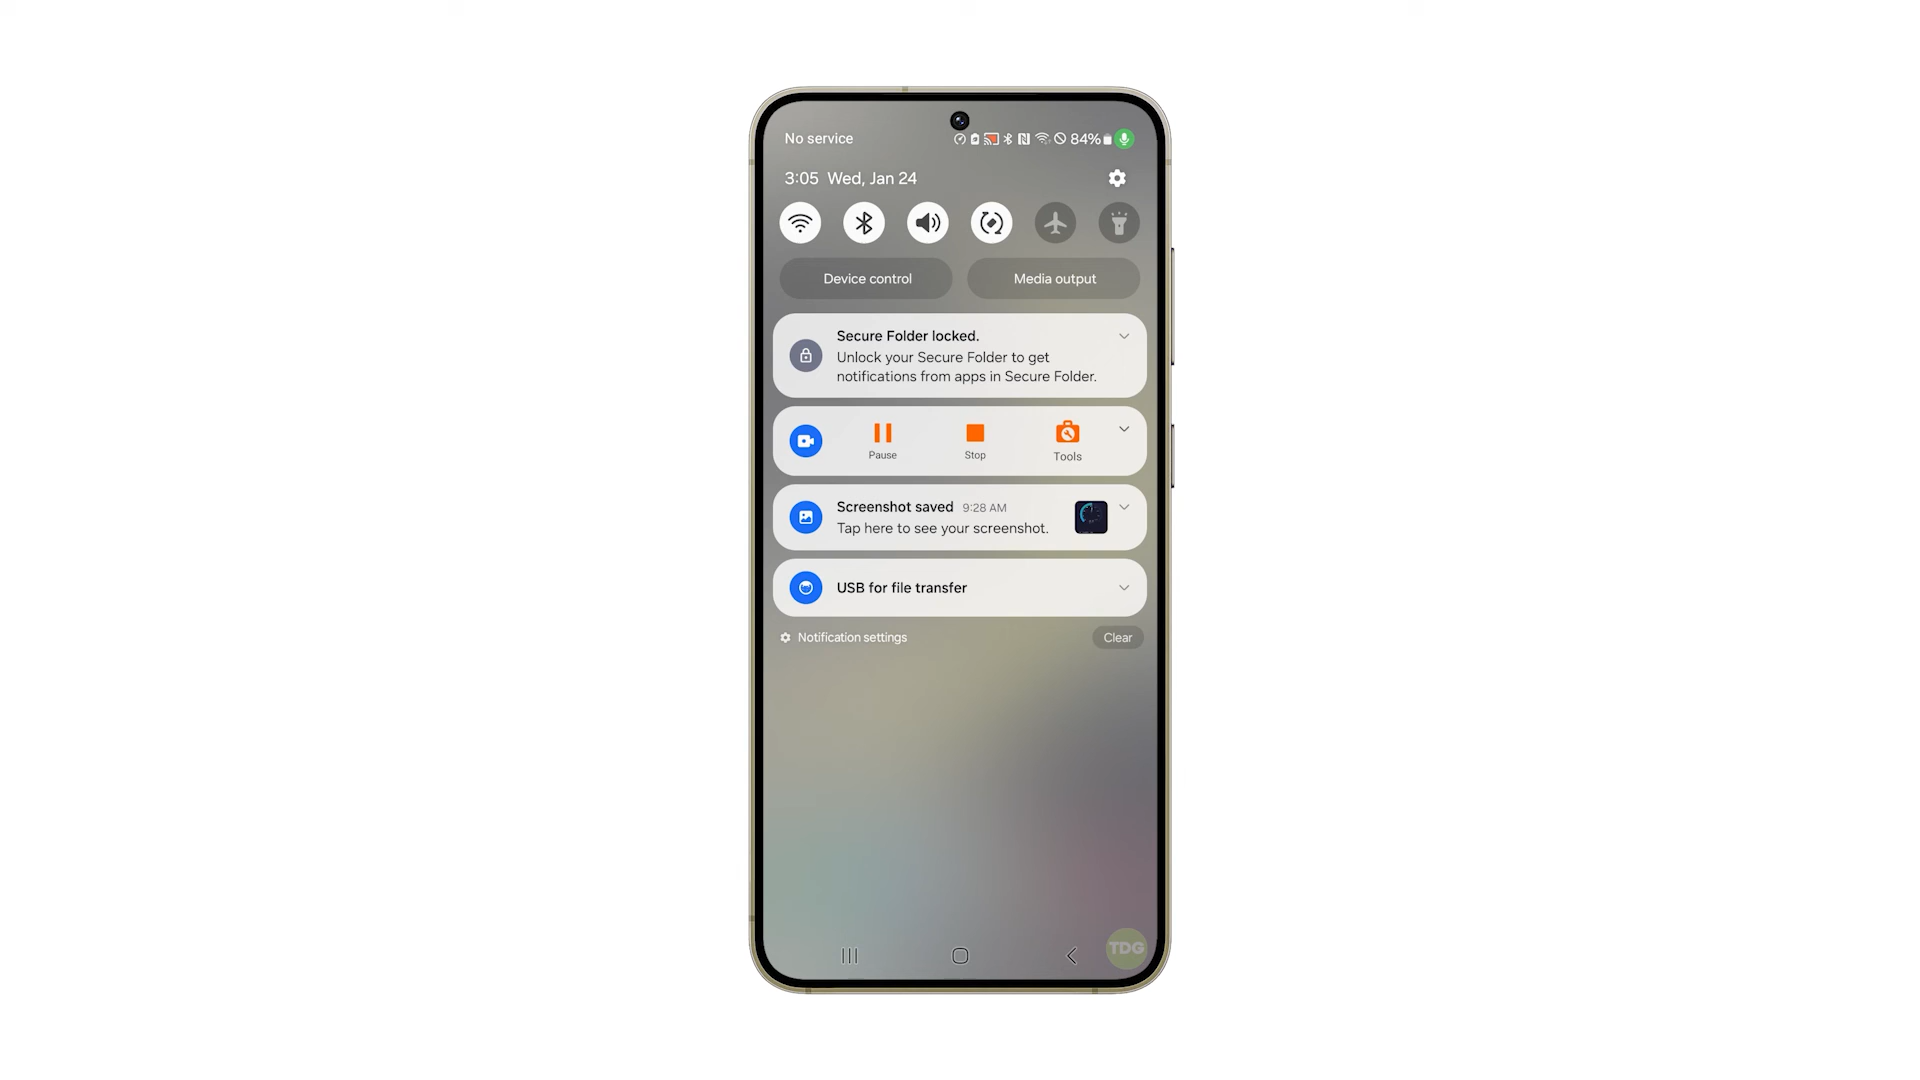 No service
84%
3:05 Wed, Jan 24
Device control
Media output
Secure Folder locked.
Unlock your Secure Folder to get
notifications from apps in Secure Folder.
Pause
Stop
Tools
Screenshot saved 9:28 AM
Tap here to see your screenshot.
USB for file transfer
Notification settings
Clear
TDG